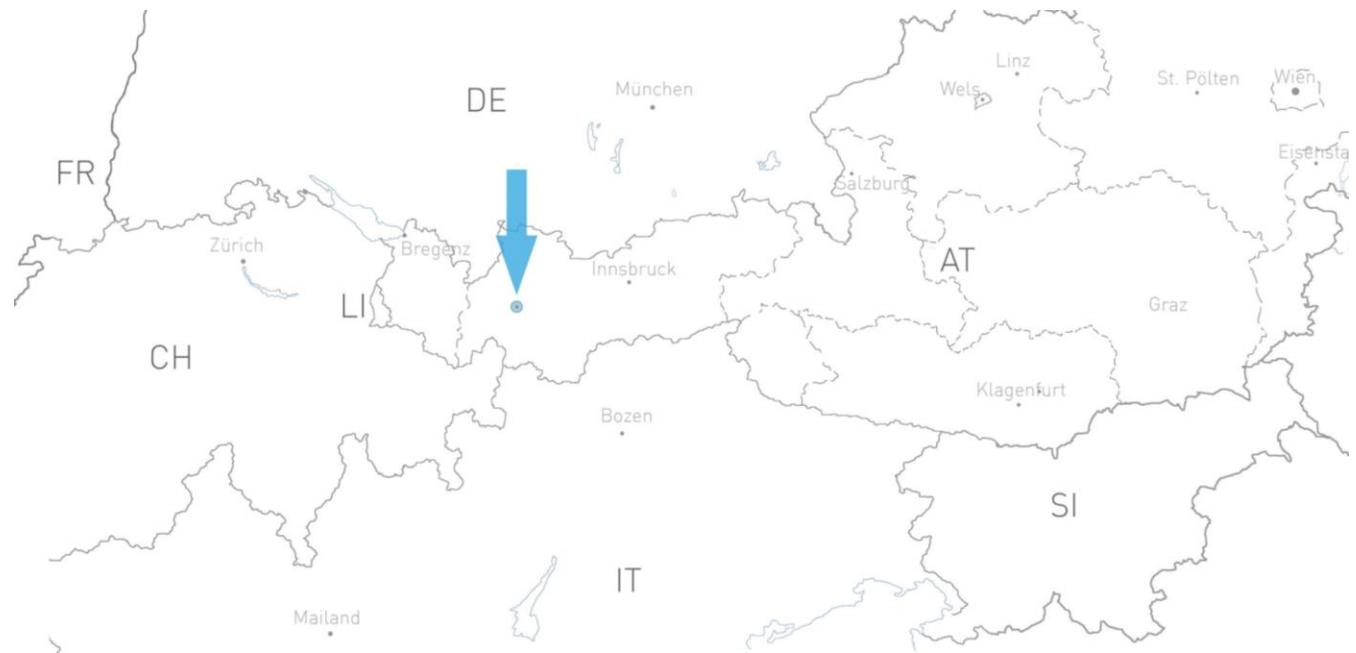 Linz
St. Pölten
Wien
München
DE
Wels
Eisensta
FR
Salzburg
Zürich
Bregenz
Innsbruck
AT
LI
Graz
CH
Klagenfurt
Bozen
SI
IT
Mailand